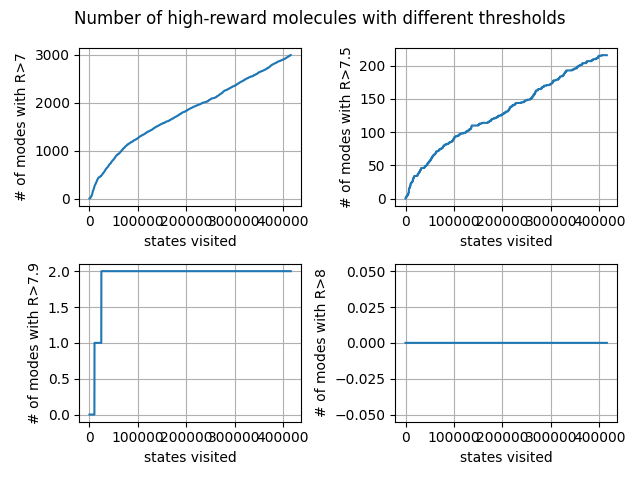 Number of high-reward molecules with different thresholds
# of modes with R>7
3000
2000
1000
0
0 100000 200000 300000 400000
states visited
# of modes with R>7.5
200
150
100
50
0
0 100000 200000 300000 400000
states visited
# of modes with R>7.9
2.0
1.5
1.0
0.5
0.0
0 100000 200000 300000 400000
states visited
# of modes with R>8
0.050
0.025
0.000
−0.025
−0.050
0 100000 200000 300000 400000
states visited